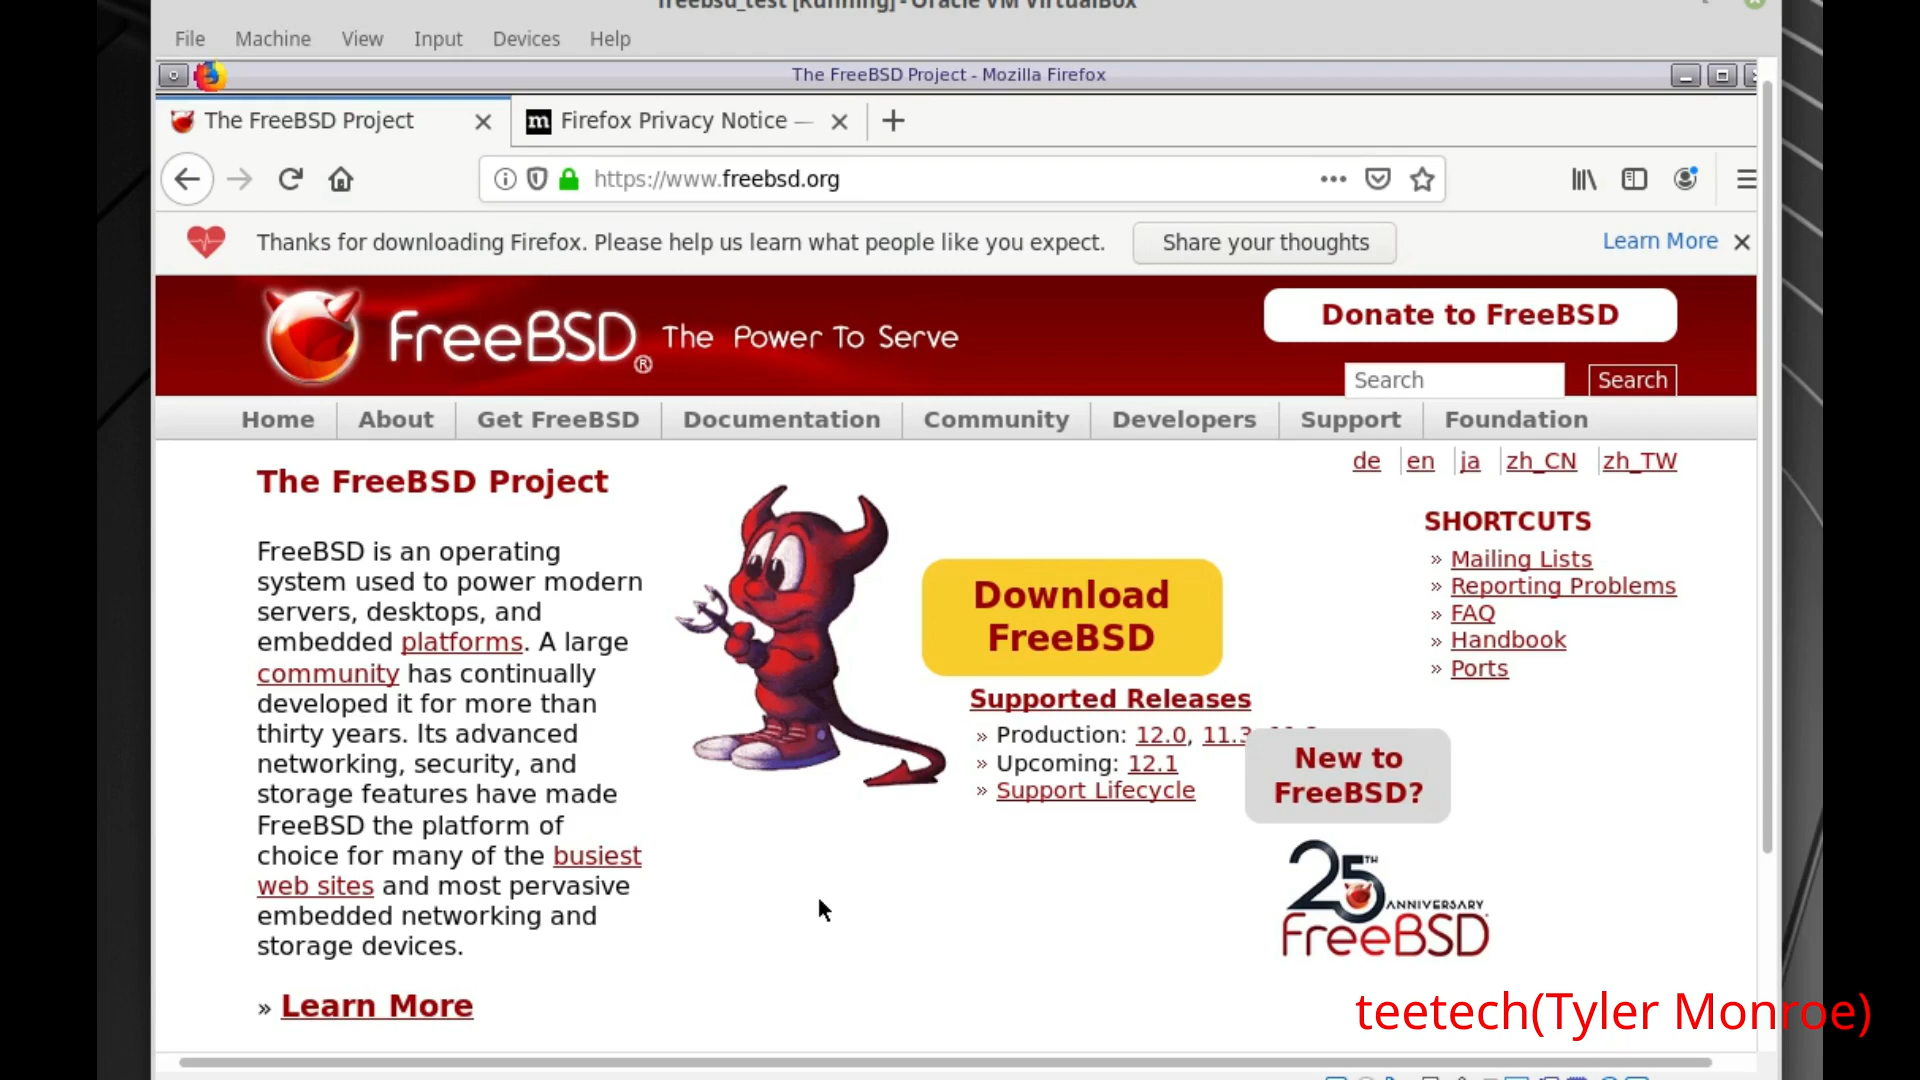 freebsd_test [Running] - Oracle VM VirtualBox
File Machine View Input Devices Help
The FreeBSD Project - Mozilla Firefox
The FreeBSD Project
m Firefox Privacy Notice —
https://www.freebsd.org
Thanks for downloading Firefox. Please help us learn what people like you expect.
Share your thoughts
Learn More
FreeBSD® The Power To Serve
Donate to FreeBSD
Search
Search
Home About Get FreeBSD Documentation Community Developers Support Foundation
de en ja zh_CN zh_TW
The FreeBSD Project
FreeBSD is an operating
system used to power modern
servers, desktops, and
embedded platforms. A large
community has continually
developed it for more than
thirty years. Its advanced
networking, security, and
storage features have made
FreeBSD the platform of
choice for many of the busiest
web sites and most pervasive
embedded networking and
storage devices.
» Learn More
Download
FreeBSD
Supported Releases
» Production: 12.0, 11.3,
» Upcoming: 12.1
» Support Lifecycle
New to
FreeBSD?
25TH
ANNIVERSARY
FreeBSD
SHORTCUTS
» Mailing Lists
» Reporting Problems
» FAQ
» Handbook
» Ports
teetech(Tyler Monroe)